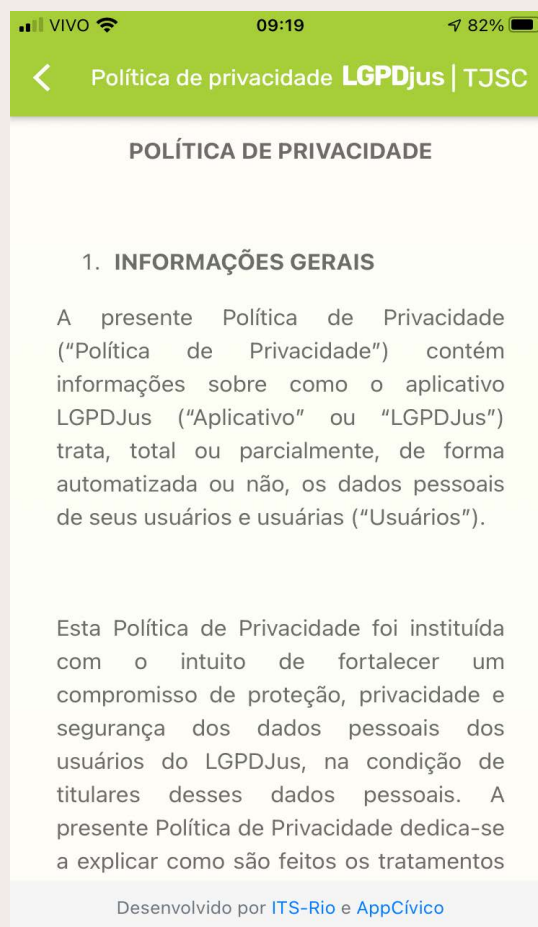 VIVO 09:19 82%
Política de privacidade LGPDjus | TJSC
POLÍTICA DE PRIVACIDADE
1. INFORMAÇÕES GERAIS
A presente Política de Privacidade
(“Política de Privacidade”) contém
informações sobre como o aplicativo
LGPDJus (“Aplicativo” ou “LGPDJus”)
trata, total ou parcialmente, de forma
automatizada ou não, os dados pessoais
de seus usuários e usuárias (“Usuários”).
Esta Política de Privacidade foi instituída
com o intuito de fortalecer um
compromisso de proteção, privacidade e
segurança dos dados pessoais dos
usuários do LGPDJus, na condição de
titulares desses dados pessoais. A
presente Política de Privacidade dedica-se
a explicar como são feitos os tratamentos
Desenvolvido por ITS-Rio e AppCívico